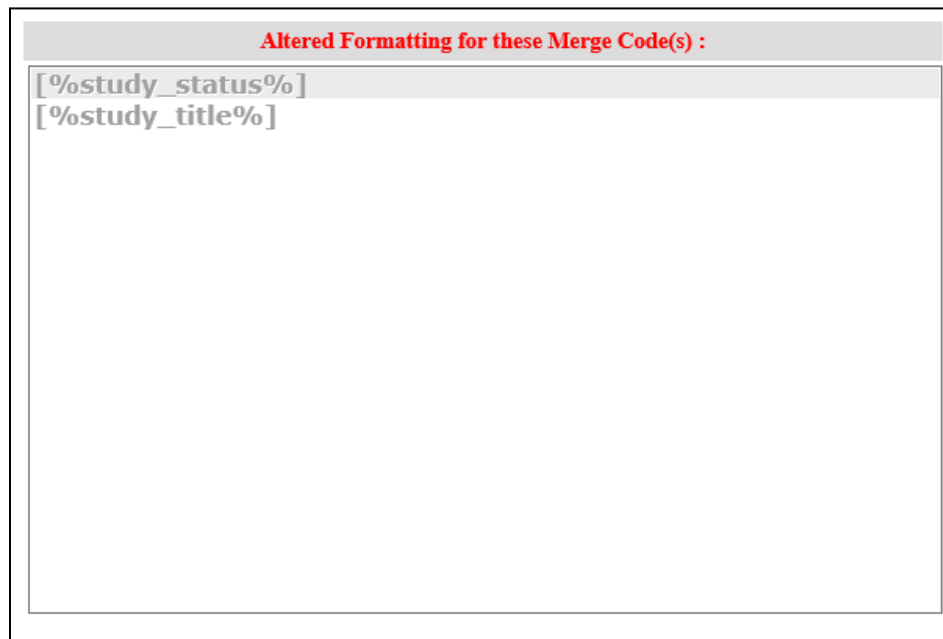 Altered Formatting for these Merge Code(s) :
[%study_status%]
[%study_title%]